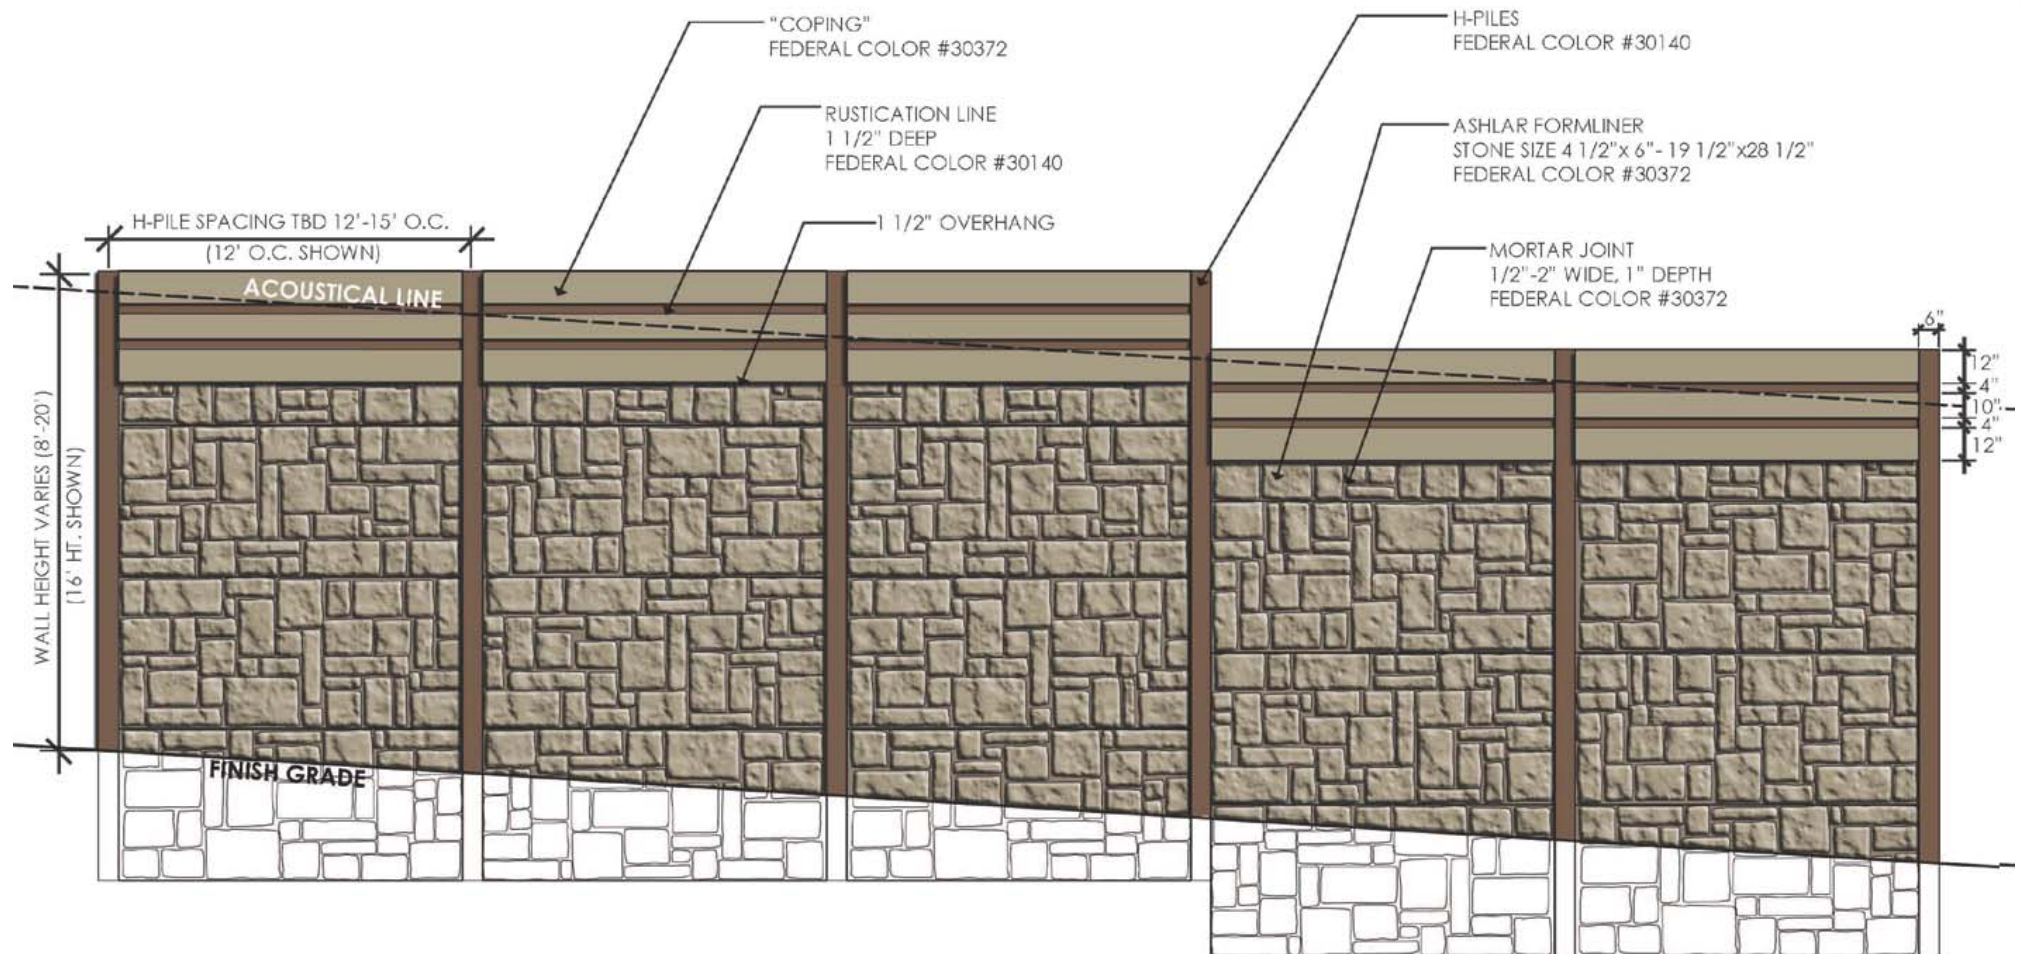 "COPING"
FEDERAL COLOR #30372
H-PILES
FEDERAL COLOR #30140
RUSTICATION LINE
1 1/2" DEEP
FEDERAL COLOR #30140
ASHLAR FORMLINER
STONE SIZE 4 1/2"x 6"- 19 1/2"x28 1/2"
FEDERAL COLOR #30372
H-PILE SPACING TBD 12'-15' O.C.
(12' O.C. SHOWN)
1 1/2" OVERHANG
MORTAR JOINT
1/2"-2" WIDE, 1" DEPTH
FEDERAL COLOR #30372
ACOUSTICAL LINE
6"
12"
4"
10"
4"
12"
WALL HEIGHT VARIES (8'-20')
(16' HT. SHOWN)
FINISH GRADE